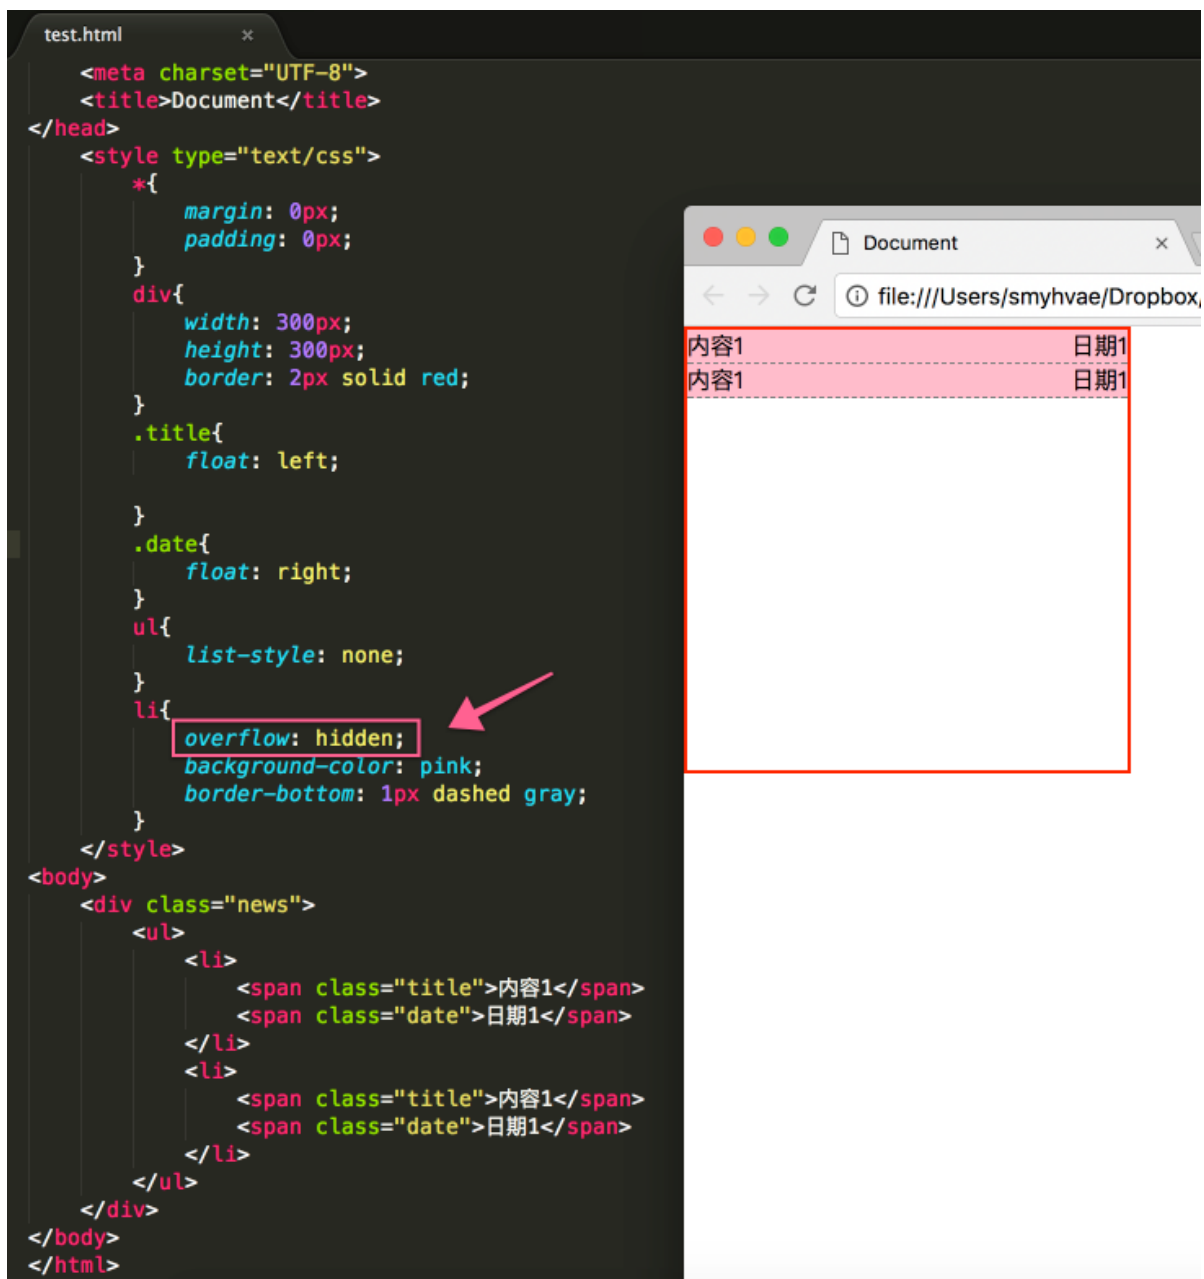 test.html
<meta charset="UTF-8">
<title>Document</title>
</head>
<style type="text/css">
*{
margin: 0px;
padding: 0px;
}
div{
width: 300px;
height: 300px;
border: 2px solid red;
}
.title{
float: left;
}
.date{
float: right;
}
ul{
list-style: none;
}
li{
overflow: hidden;
background-color: pink;
border-bottom: 1px dashed gray;
}
</style>
<body>
<div class="news">
<ul>
<li>
<span class="title">内容1</span>
<span class="date">日期1</span>
</li>
<li>
<span class="title">内容1</span>
<span class="date">日期1</span>
</li>
</ul>
</div>
</body>
</html>
Document
file:///Users/smyhvae/Dropbox/
内容1 日期1
内容1 日期1